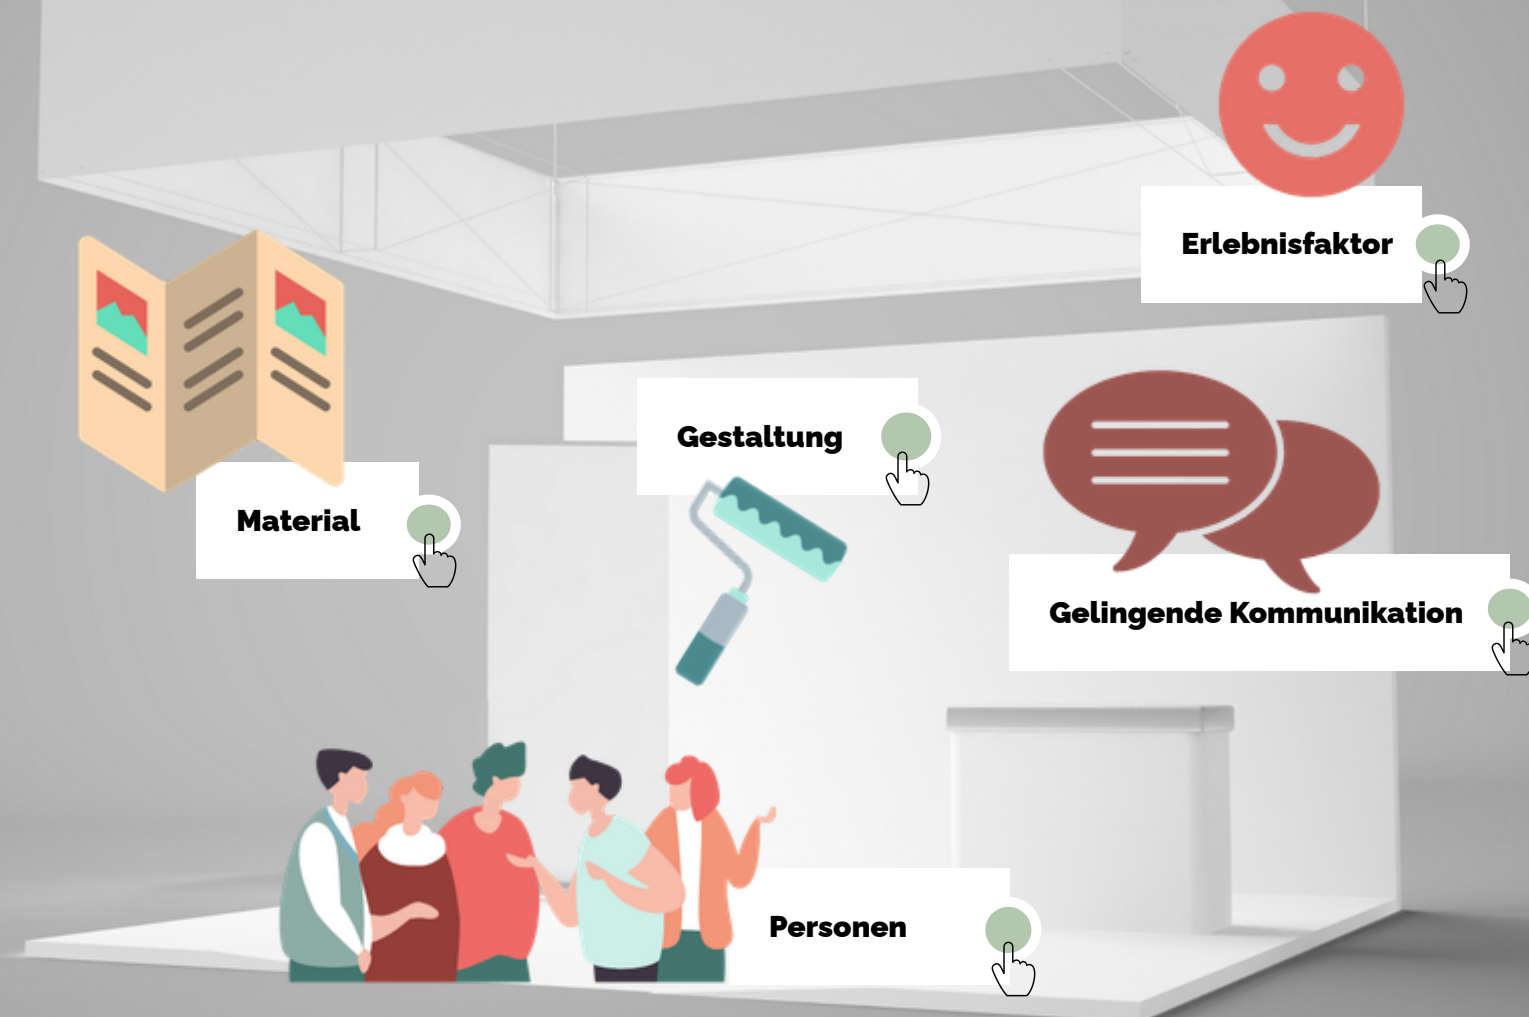 Erlebnisfaktor
Gestaltung
Material
Gelingende Kommunikation
Personen